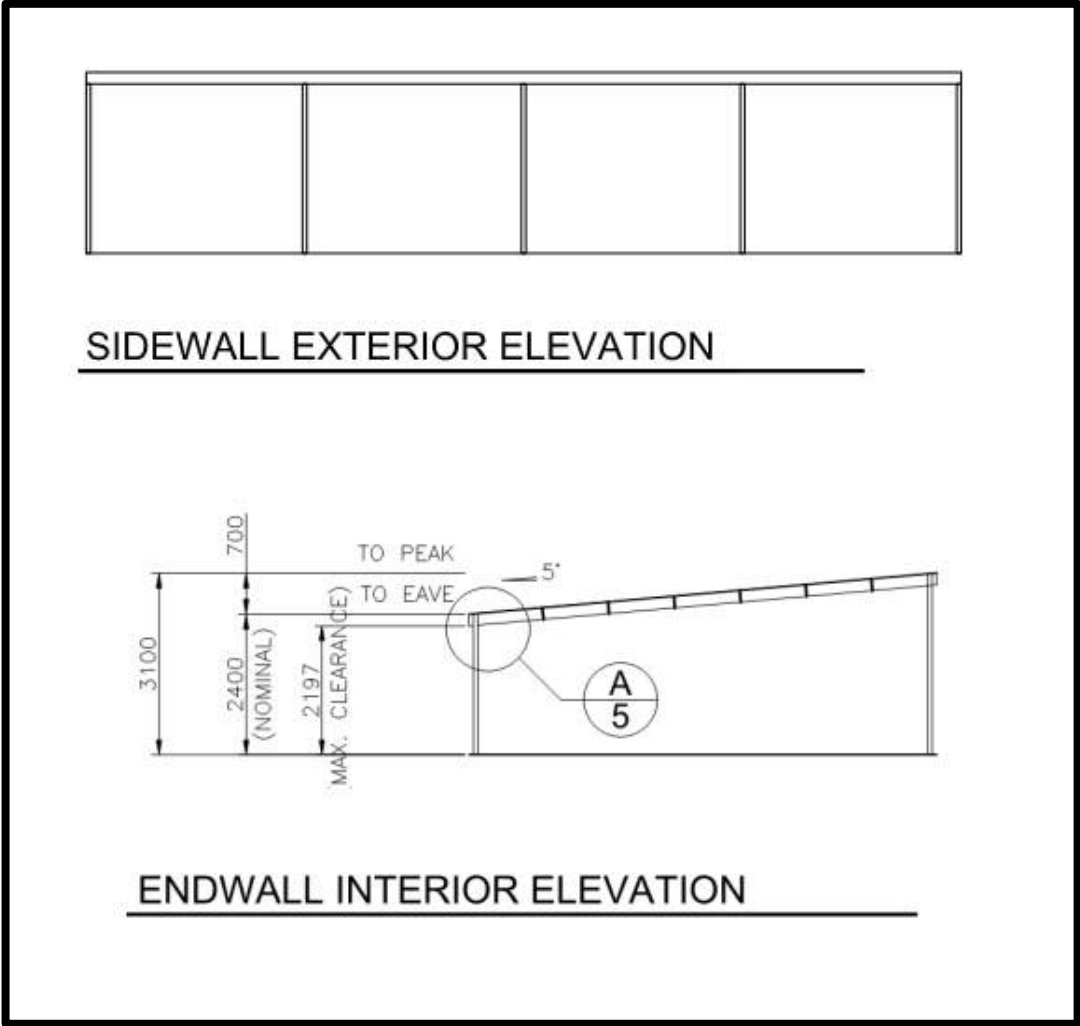 SIDEWALL EXTERIOR ELEVATION
700
TO PEAK
5°
TO EAVE
3100
2400
(NOMINAL)
2197
MAX. CLEARANCE)
A
5
ENDWALL INTERIOR ELEVATION